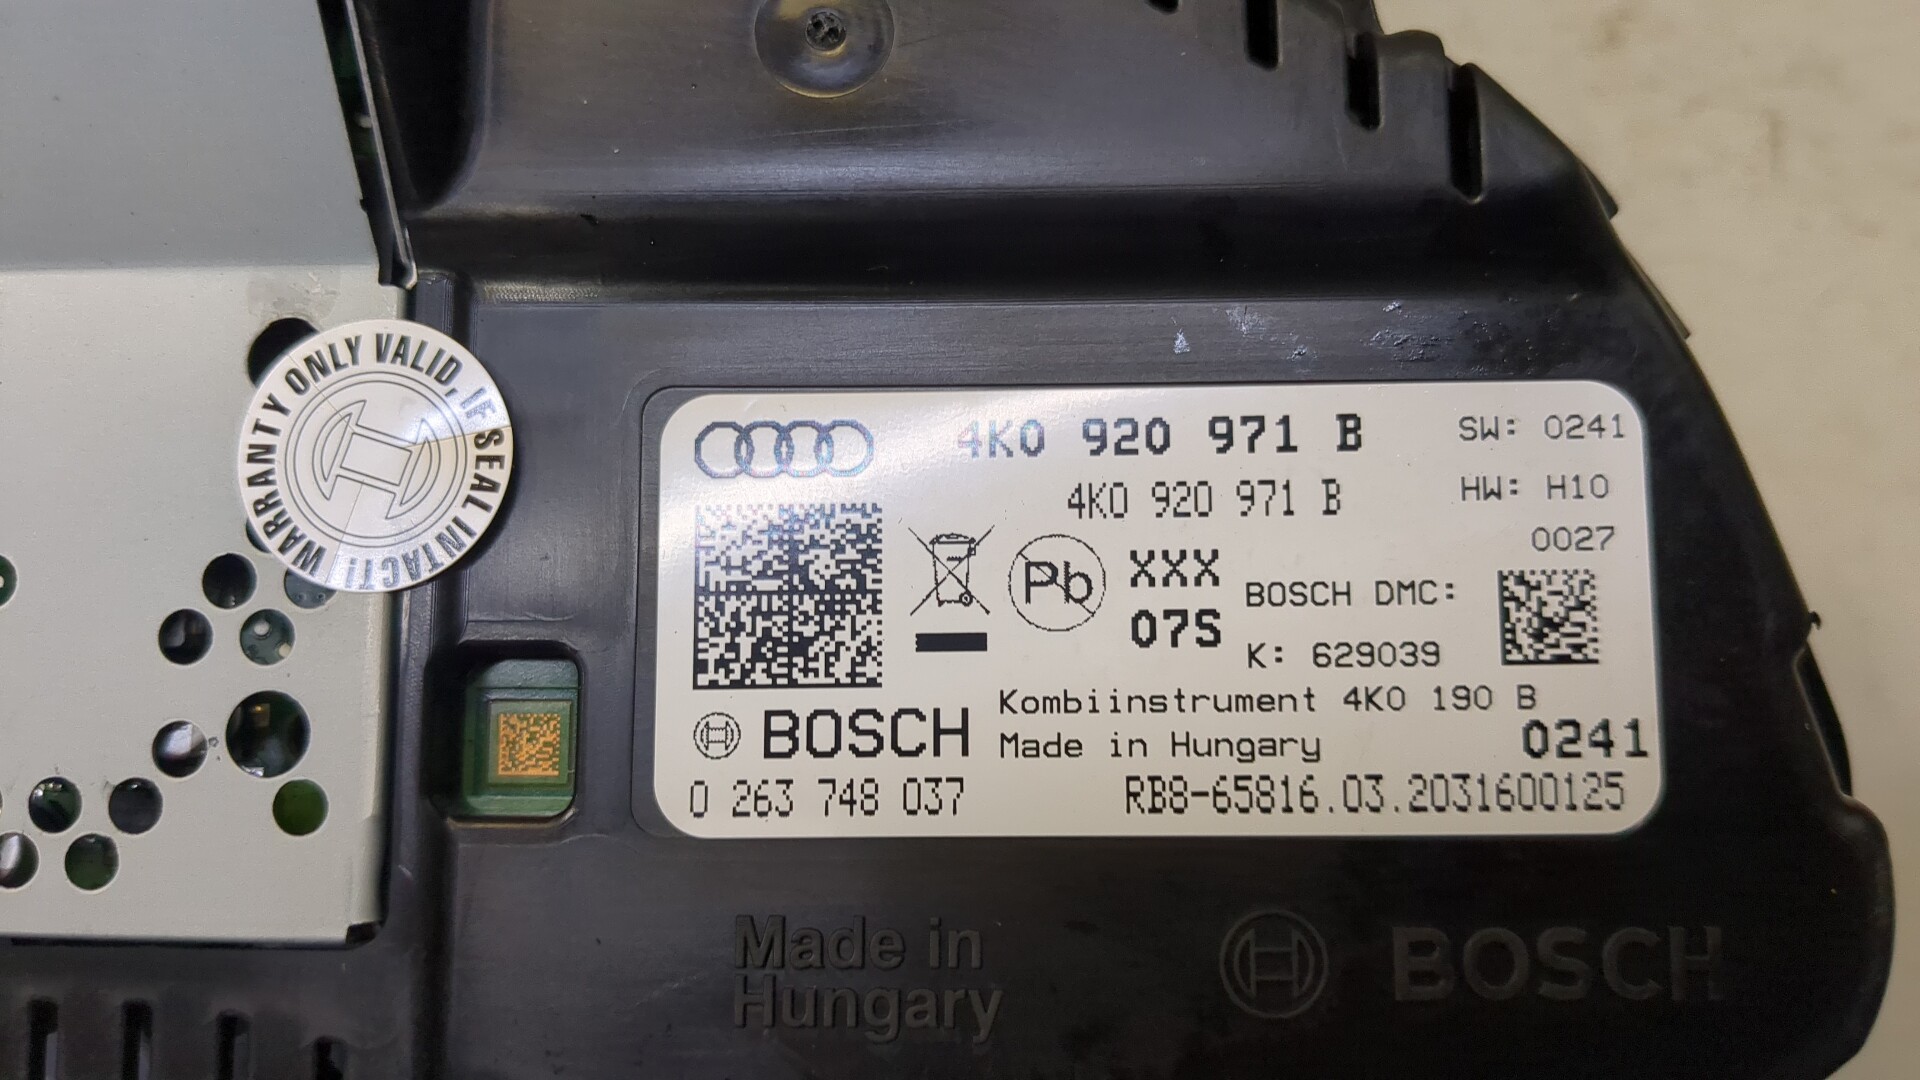 WARRANTY ONLY VALID, IF SEAL INTACT!
4K0 920 971 B
SW: 0241
4K0 920 971 B
HW: H10
0027
Pb
XXX
07S
BOSCH DMC:
K: 629039
Kombiinstrument 4K0 190 B
BOSCH
Made in Hungary
0241
0 263 748 037
RB8-65816.03.2031600125
Made in
Hungary
BOSCH